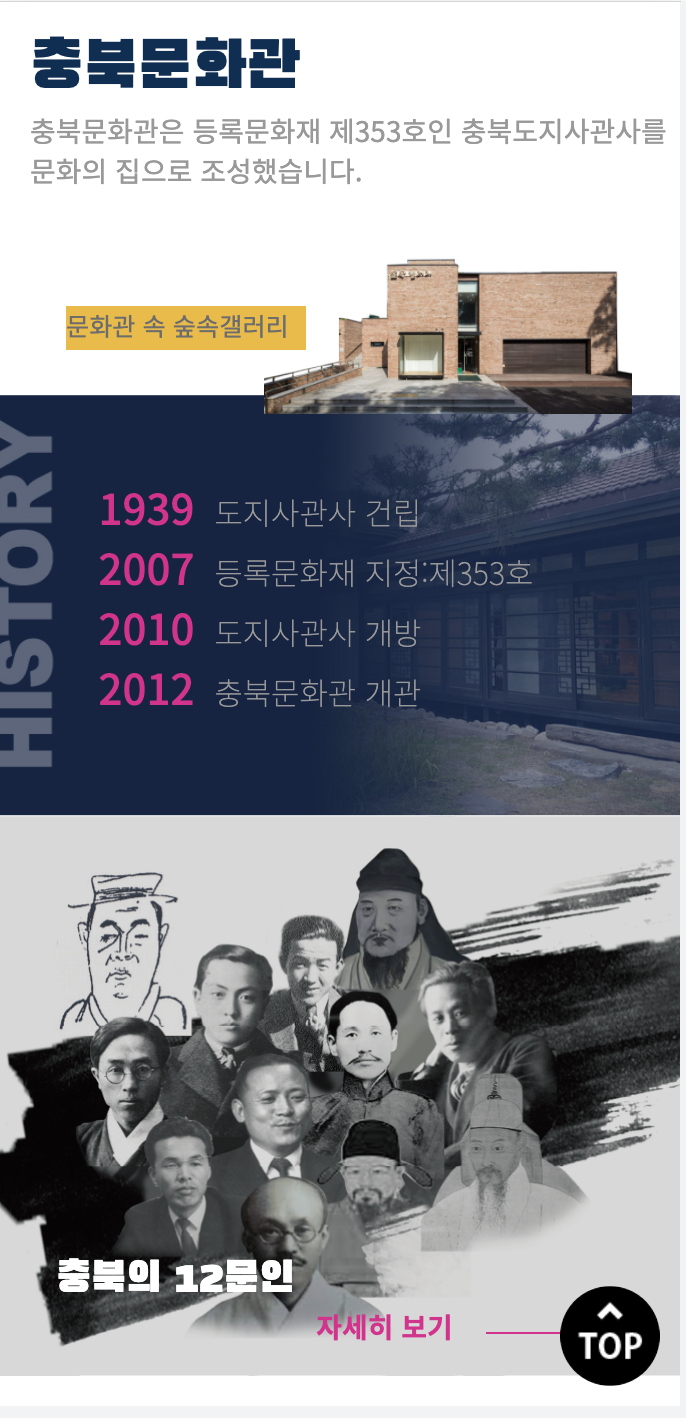 충북문화관
충북문화관은 등록문화재 제353호인 충북도지사관사를
문화의 집으로 조성했습니다.
문화관 속 숲속갤러리
HISTORY
1939 도지사관사 건립
2007 등록문화재 지정:제353호
2010 도지사관사 개방
2012 충북문화관 개관
충북의 12문인
자세히 보기
TOP